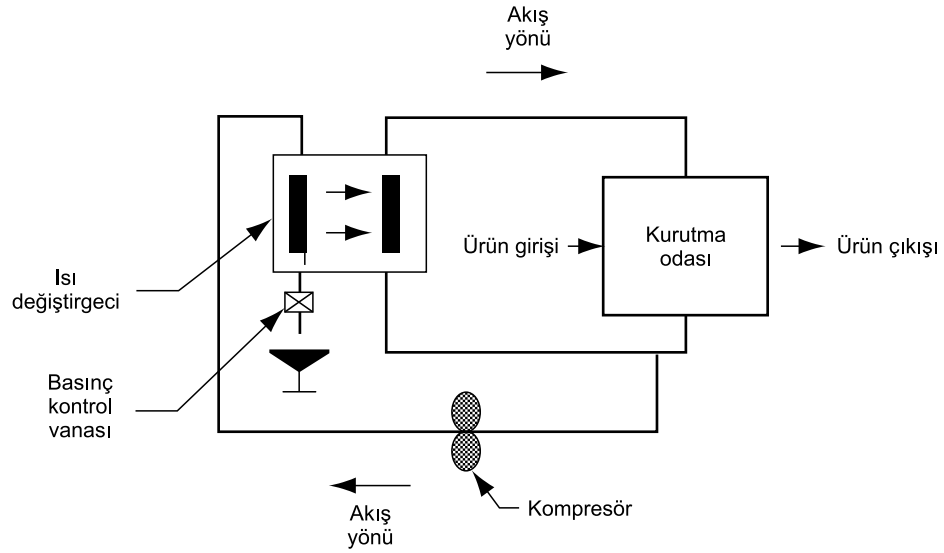 Akış
yönü
Ürün girişi
Kurutma
odası
Ürün çıkışı
Isı
değiştirgeci
Basınç
kontrol
vanası
Kompresör
Akış
yönü